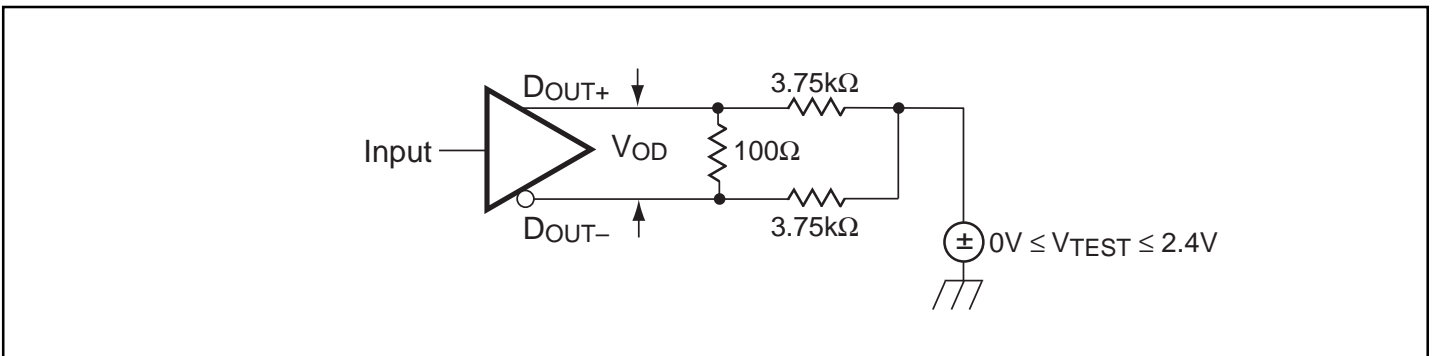 DOUT+
3.75kΩ
Input
VOD
100Ω
DOUT–
3.75kΩ
± 0V ≤ VTEST ≤ 2.4V